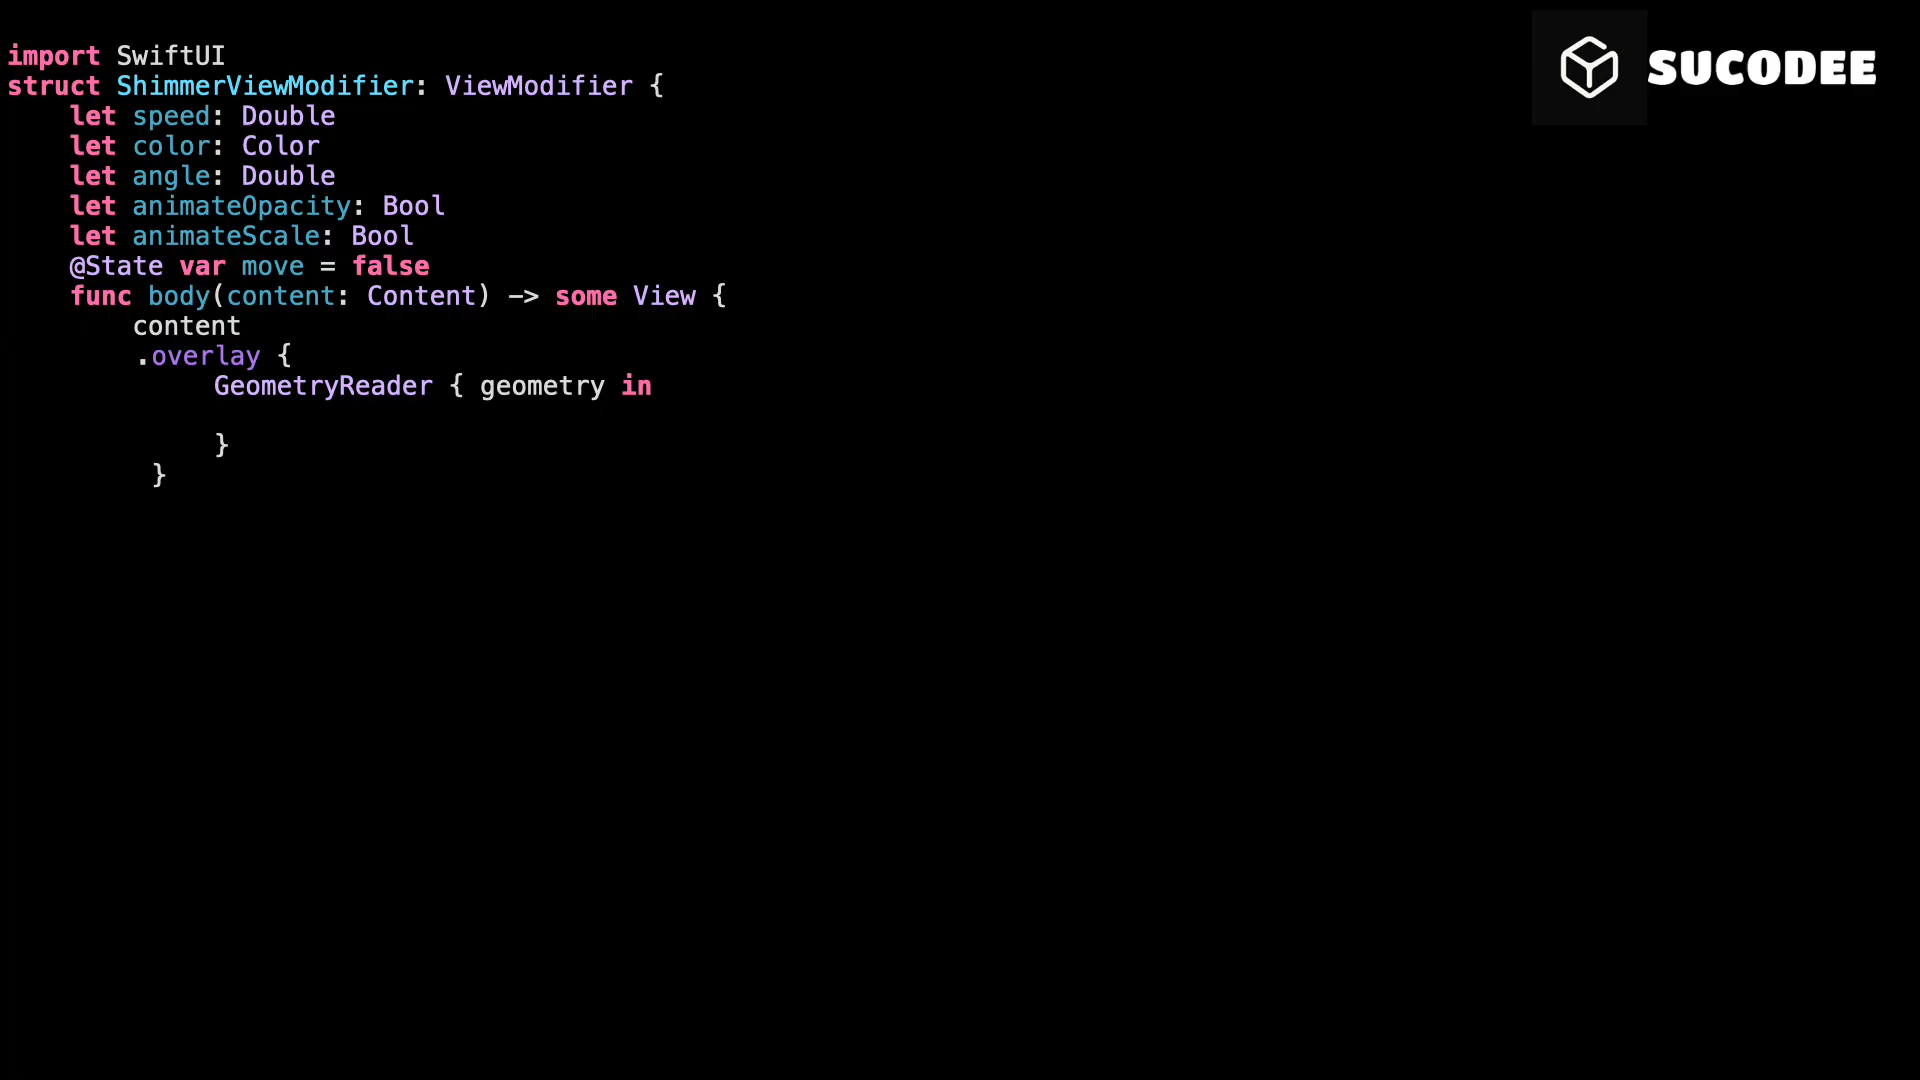 import SwiftUI
struct ShimmerViewModifier: ViewModifier {
    let speed: Double
    let color: Color
    let angle: Double
    let animateOpacity: Bool
    let animateScale: Bool
    @State var move = false
    func body(content: Content) -> some View {
        content
        .overlay {
             GeometryReader { geometry in
             }
         }
SUCODEE